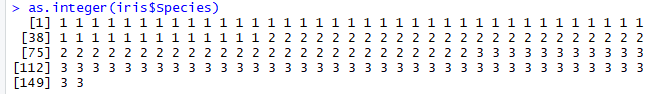 > as.integer(iris$Species)
[1] 1 1 1 1 1 1 1 1 1 1 1 1 1 1 1 1 1 1 1 1 1 1 1 1 1 1 1 1 1 1 1 1 1 1 1 1 1
[38] 1 1 1 1 1 1 1 1 1 1 1 1 1 2 2 2 2 2 2 2 2 2 2 2 2 2 2 2 2 2 2 2 2 2 2 2 2
[75] 2 2 2 2 2 2 2 2 2 2 2 2 2 2 2 2 2 2 2 2 2 2 2 2 2 2 3 3 3 3 3 3 3 3 3 3 3
[112] 3 3 3 3 3 3 3 3 3 3 3 3 3 3 3 3 3 3 3 3 3 3 3 3 3 3 3 3 3 3 3 3 3 3 3 3 3
[149] 3 3